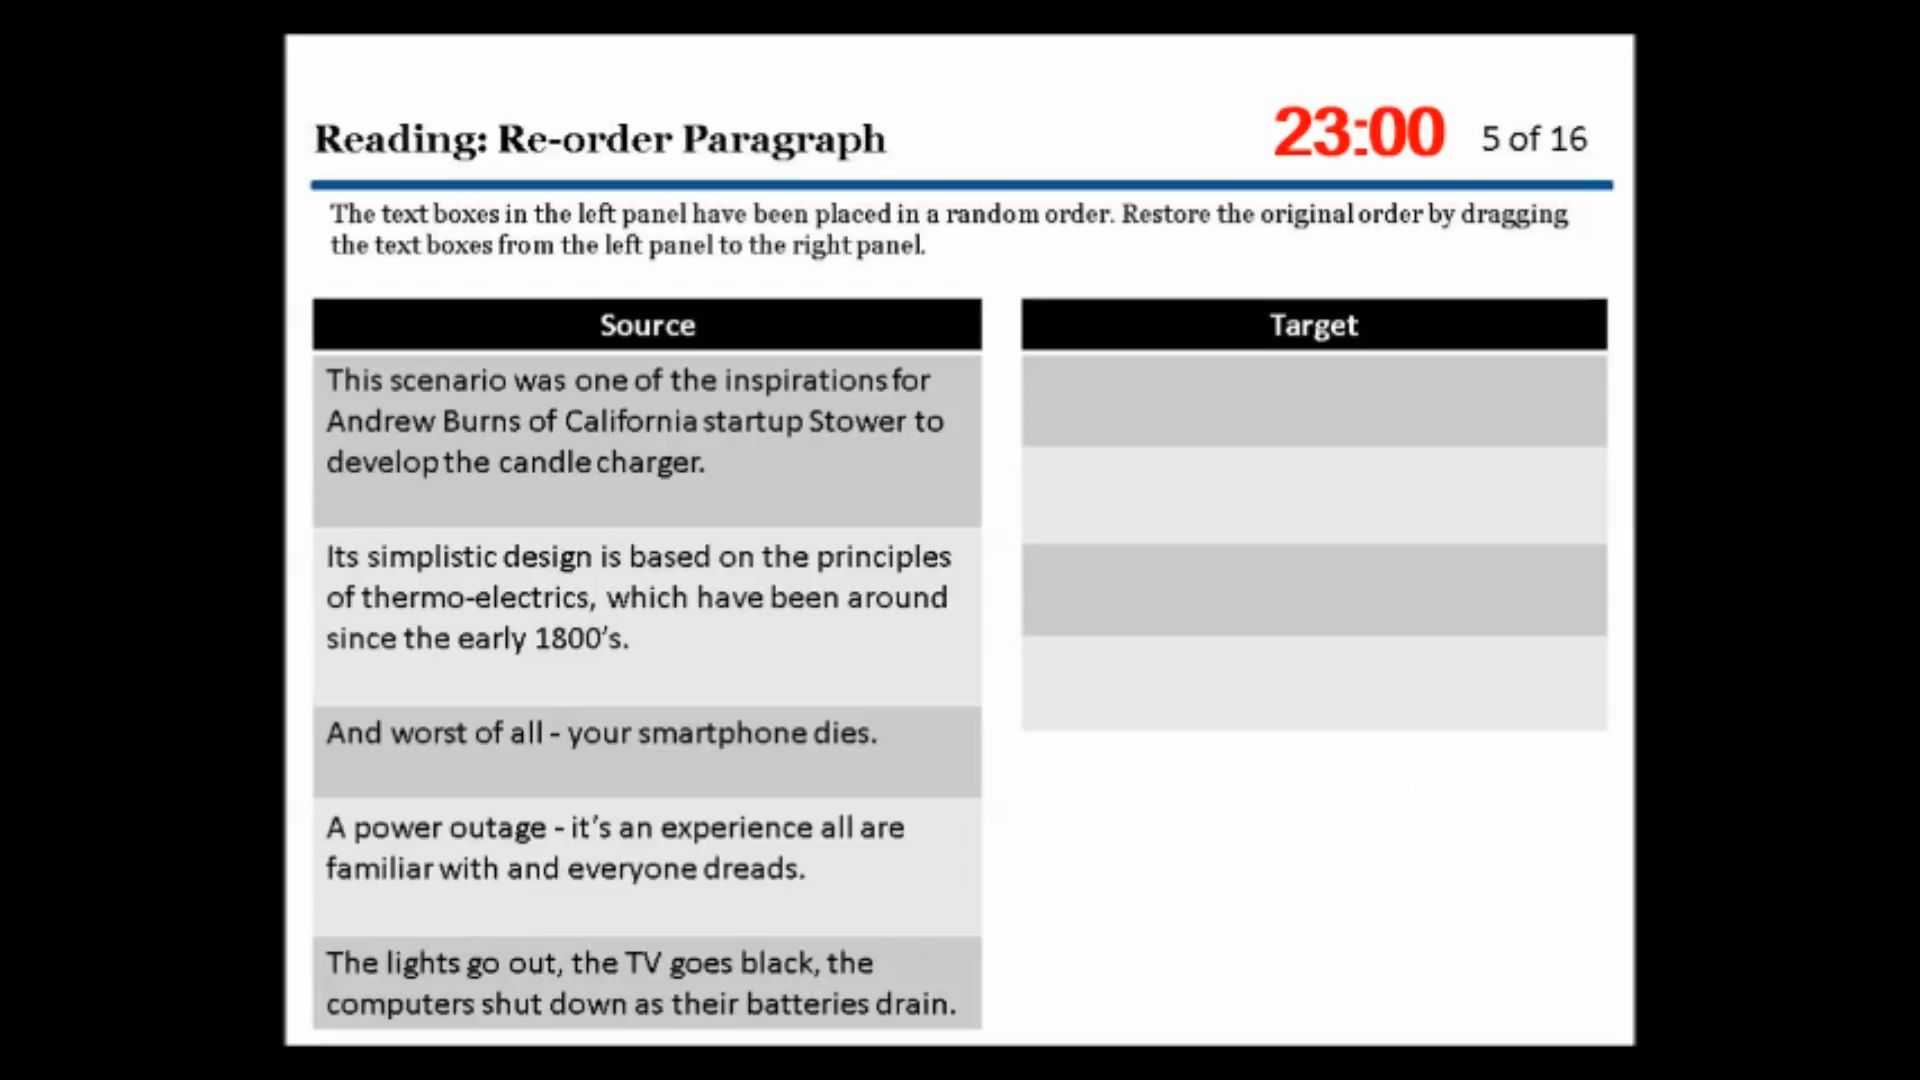 Reading: Re-order Paragraph
23:00
5 of 16
The text boxes in the left panel have been placed in a random order. Restore the original order by dragging
the text boxes from the left panel to the right panel.
Source
This scenario was one of the inspirations for
Andrew Burns of California startup Stower to
develop the candle charger.
Its simplistic design is based on the principles
of thermo-electrics, which have been around
since the early 1800's.
And worst of all - your smartphone dies.
A power outage - it's an experience all are
familiar with and everyone dreads.
The lights go out, the TV goes black, the
computers shut down as their batteries drain.
Target